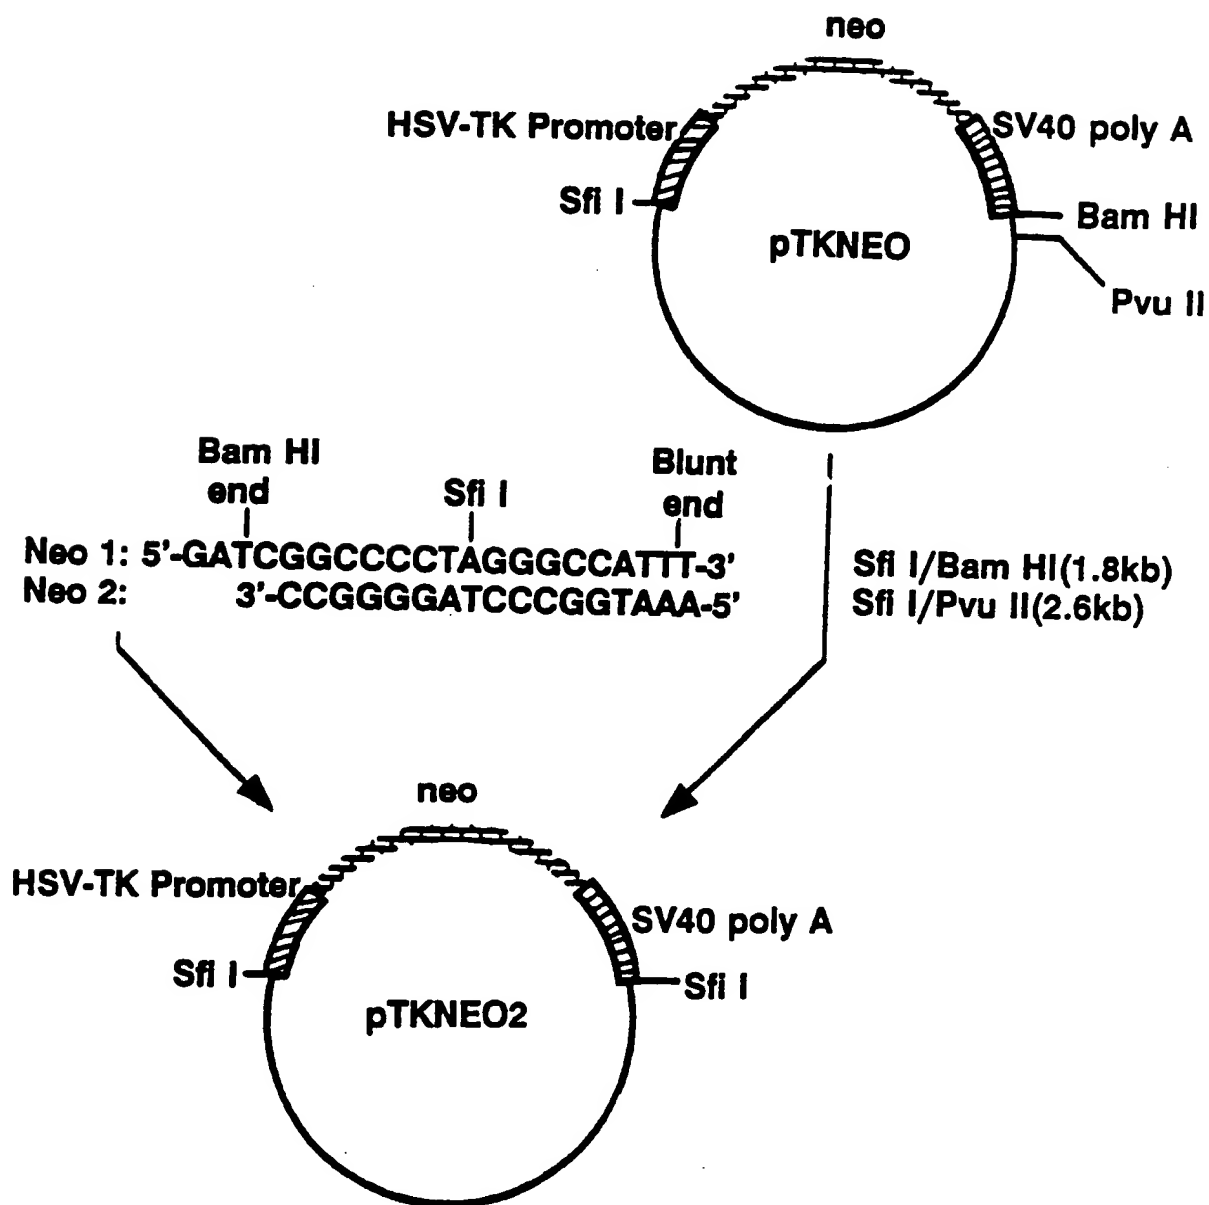 neo
HSV-TK Promoter
SV40 poly A
Sfi I
Bam HI
pTKNEO
Pvu II
Bam HI
end
Sfi I
Blunt
end
Neo 1: 5'-GATCGGCCCCTAGGGCCATTT-3'
Neo 2: 3'-CCGGGGATCCCGGTAAA-5'
Sfi I/Bam HI(1.8kb)
Sfi I/Pvu II(2.6kb)
neo
HSV-TK Promoter
SV40 poly A
Sfi I
Sfi I
pTKNEO2